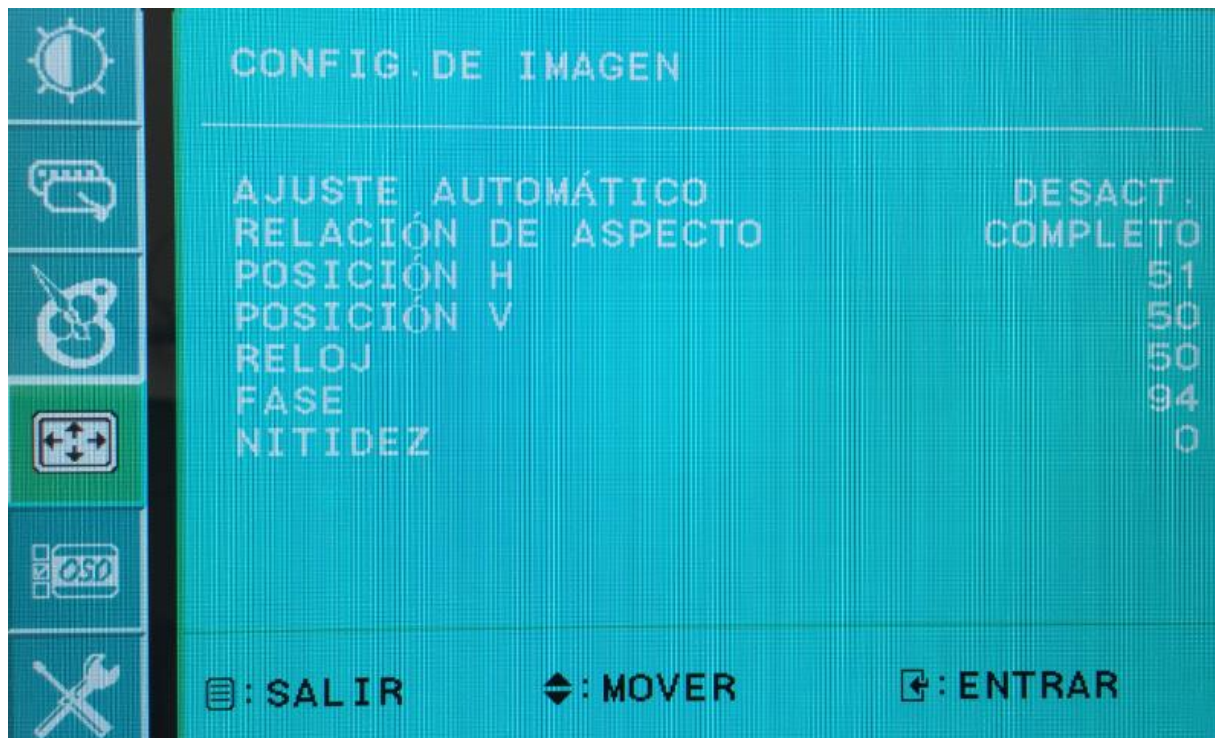 CONFIG.DE IMAGEN
AJUSTE AUTOMÁTICO DESACT.
RELACIÓN DE ASPECTO COMPLETO
POSICIÓN H 51
POSICIÓN V 50
RELOJ 50
FASE 94
NITIDEZ 0
OSD
:SALIR :MOVER :ENTRAR